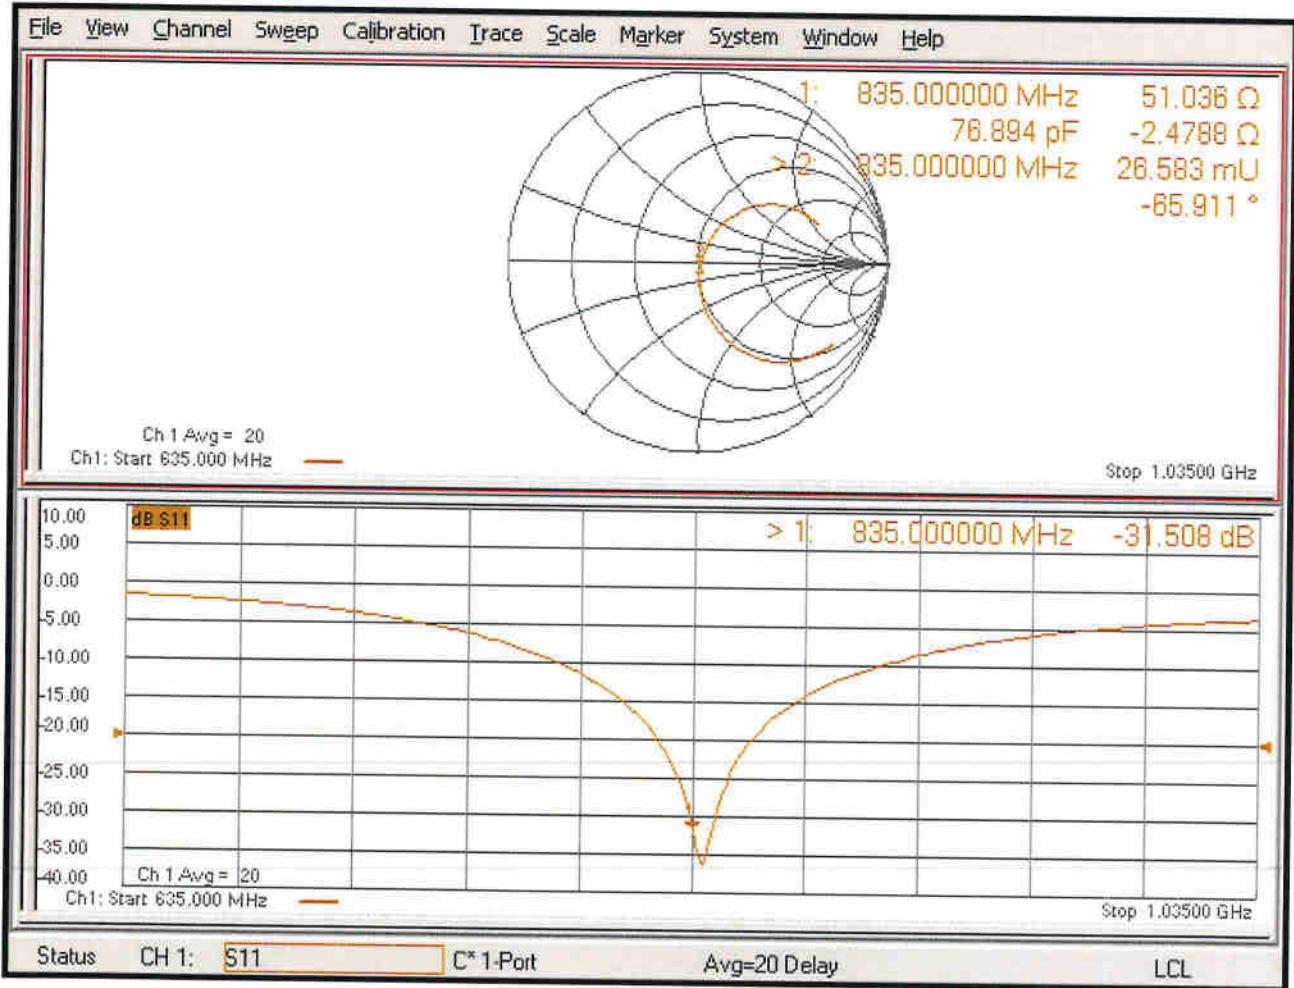 File View Channel Sweep Calibration Trace Scale Marker System Window Help
1: 835.000000 MHz 51.036 Ω
76.894 pF -2.4788 Ω
> 2: 835.000000 MHz 26.583 mU
-65.911 °
Ch 1 Avg = 20
Ch1: Start 635.000 MHz
Stop 1.03500 GHz
10.00
dB S11
> 1: 835.000000 MHz -31.508 dB
5.00
0.00
-5.00
-10.00
-15.00
-20.00
-25.00
-30.00
-35.00
-40.00
Ch 1 Avg = 20
Ch1: Start 635.000 MHz
Stop 1.03500 GHz
Status CH 1: S11 C* 1-Port Avg=20 Delay LCL